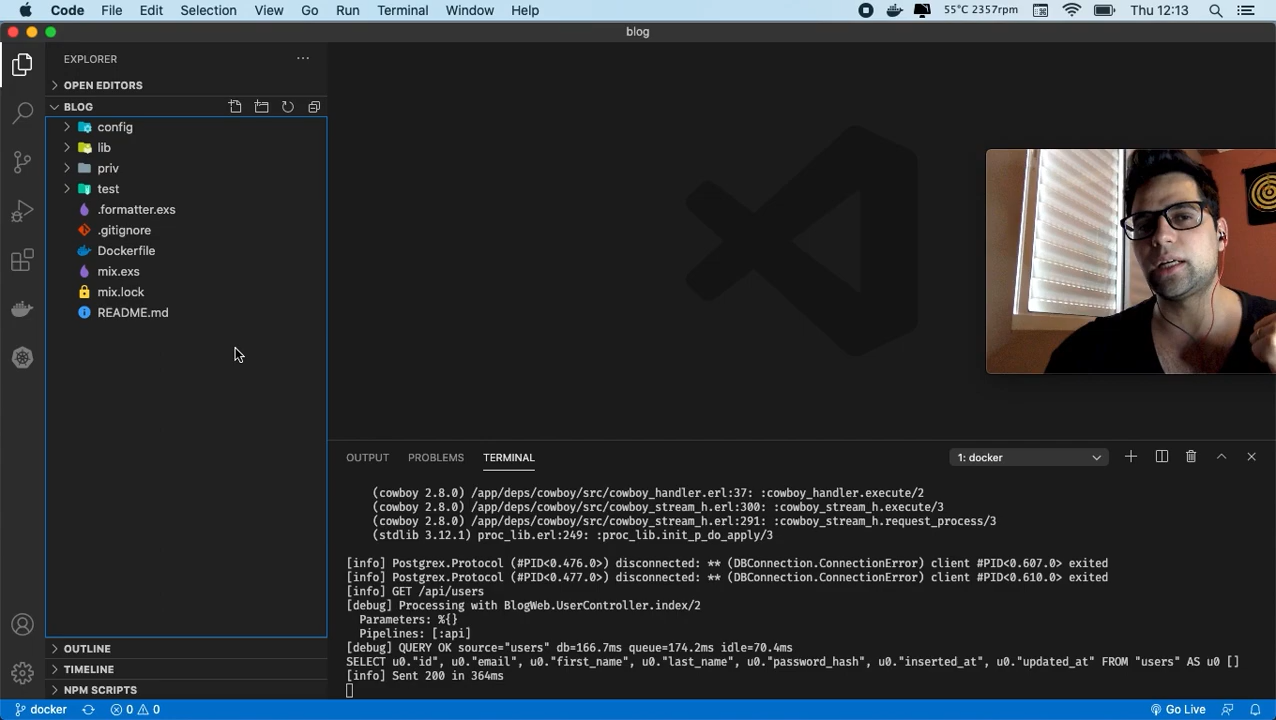 Code File Edit Selection View Go Run Terminal Window Help 55°C 2357rpm Thu 12:13
blog
EXPLORER
OPEN EDITORS
BLOG
config
lib
priv
test
.formatter.exs
.gitignore
Dockerfile
mix.exs
mix.lock
README.md
OUTLINE
TIMELINE
NPM SCRIPTS
OUTPUT PROBLEMS TERMINAL 1: docker
(cowboy 2.8.0) /app/deps/cowboy/src/cowboy_handler.erl:37: :cowboy_handler.execute/2
(cowboy 2.8.0) /app/deps/cowboy/src/cowboy_stream_h.erl:300: :cowboy_stream_h.execute/3
(cowboy 2.8.0) /app/deps/cowboy/src/cowboy_stream_h.erl:291: :cowboy_stream_h.request_process/3
(stdlib 3.12.1) proc_lib.erl:249: :proc_lib.init_p_do_apply/3
[info] Postgrex.Protocol (#PID<0.476.0>) disconnected: ** (DBConnection.ConnectionError) client #PID<0.607.0> exited
[info] Postgrex.Protocol (#PID<0.477.0>) disconnected: ** (DBConnection.ConnectionError) client #PID<0.610.0> exited
[info] GET /api/users
[debug] Processing with BlogWeb.UserController.index/2
Parameters: %{}
Pipelines: [:api]
[debug] QUERY OK source="users" db=166.7ms queue=174.2ms idle=70.4ms
SELECT u0."id", u0."email", u0."first_name", u0."last_name", u0."password_hash", u0."inserted_at", u0."updated_at" FROM "users" AS u0 []
[info] Sent 200 in 364ms
docker 0 0 Go Live